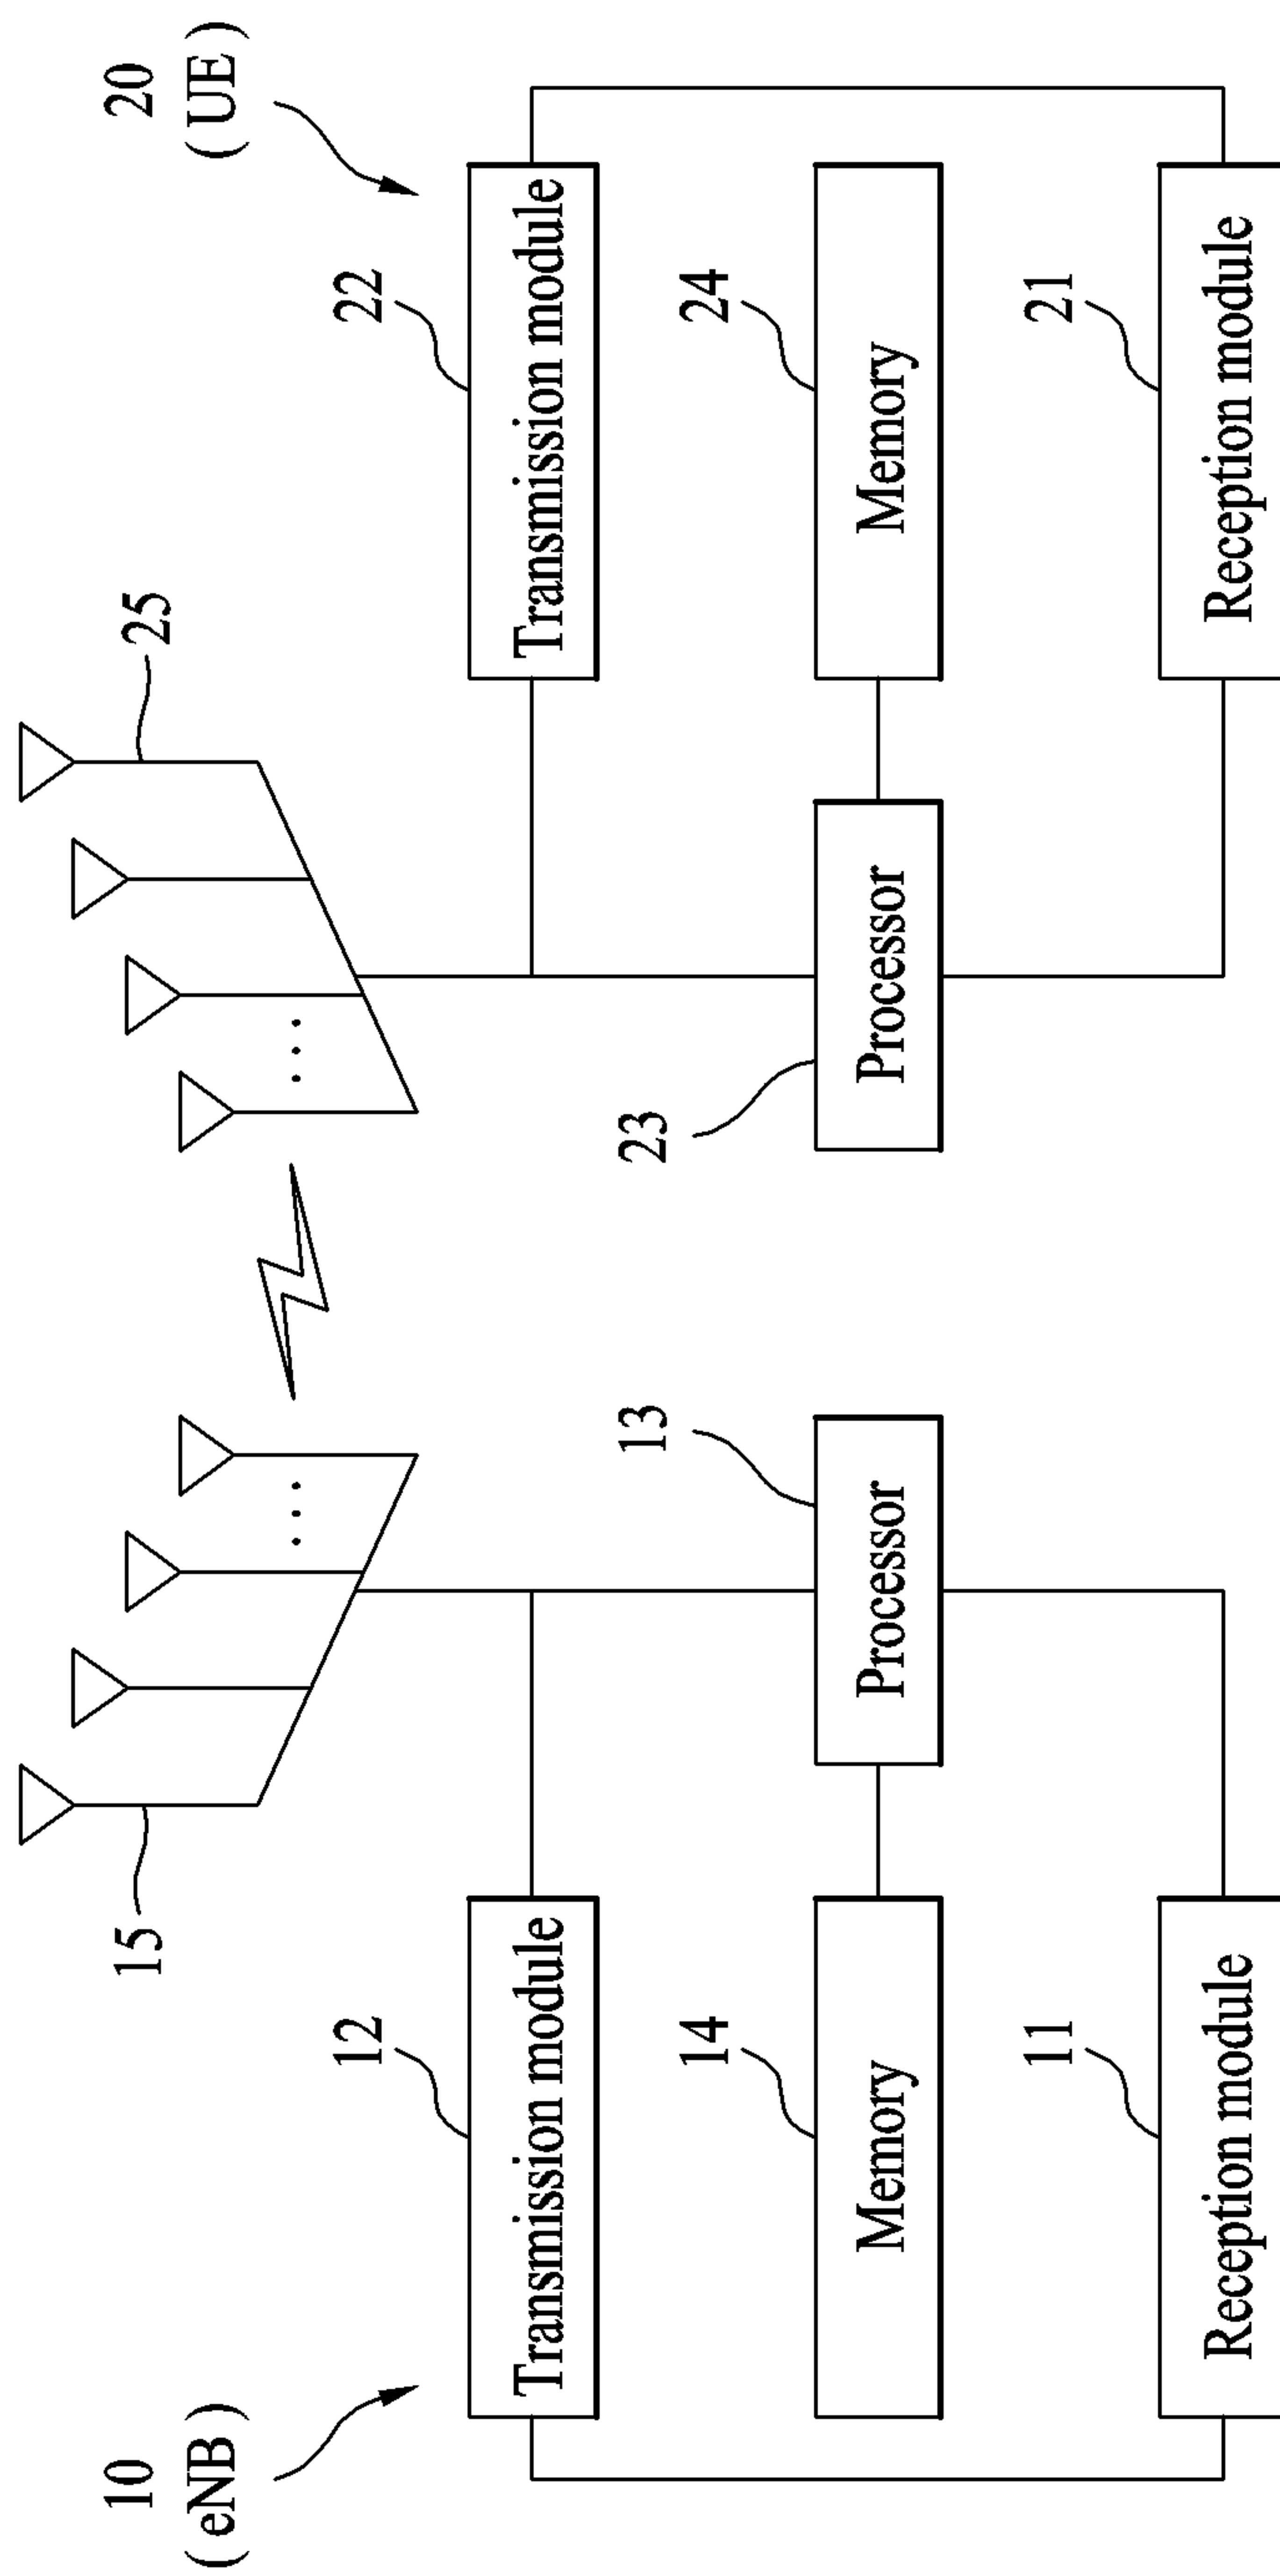 10
( eNB )
20
( UE )
15
25
12
Transmission module
22
Transmission module
13
23
14
Memory
Processor
Processor
24
Memory
11
Reception module
21
Reception module